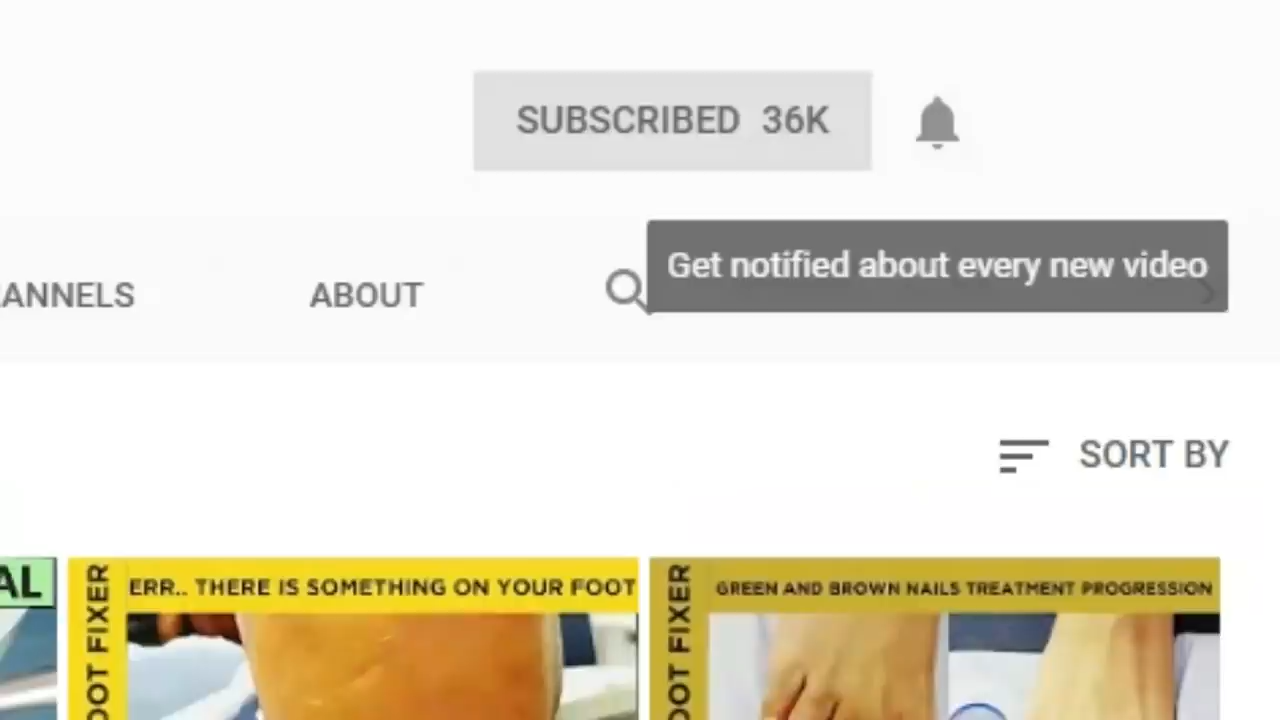 SUBSCRIBED 36K
Get notified about every new video
ANNELS
ABOUT
SORT BY
AL
OOT FIXER
ERR.. THERE IS SOMETHING ON YOUR FOOT
OOT FIXER
GREEN AND BROWN NAILS TREATMENT PROGRESSION